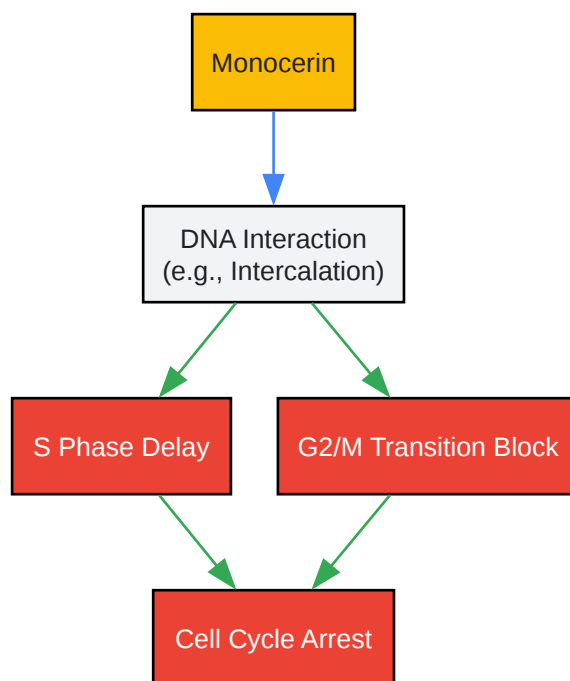 Monocerin
DNA Interaction
(e.g., Intercalation)
S Phase Delay
G2/M Transition Block
Cell Cycle Arrest